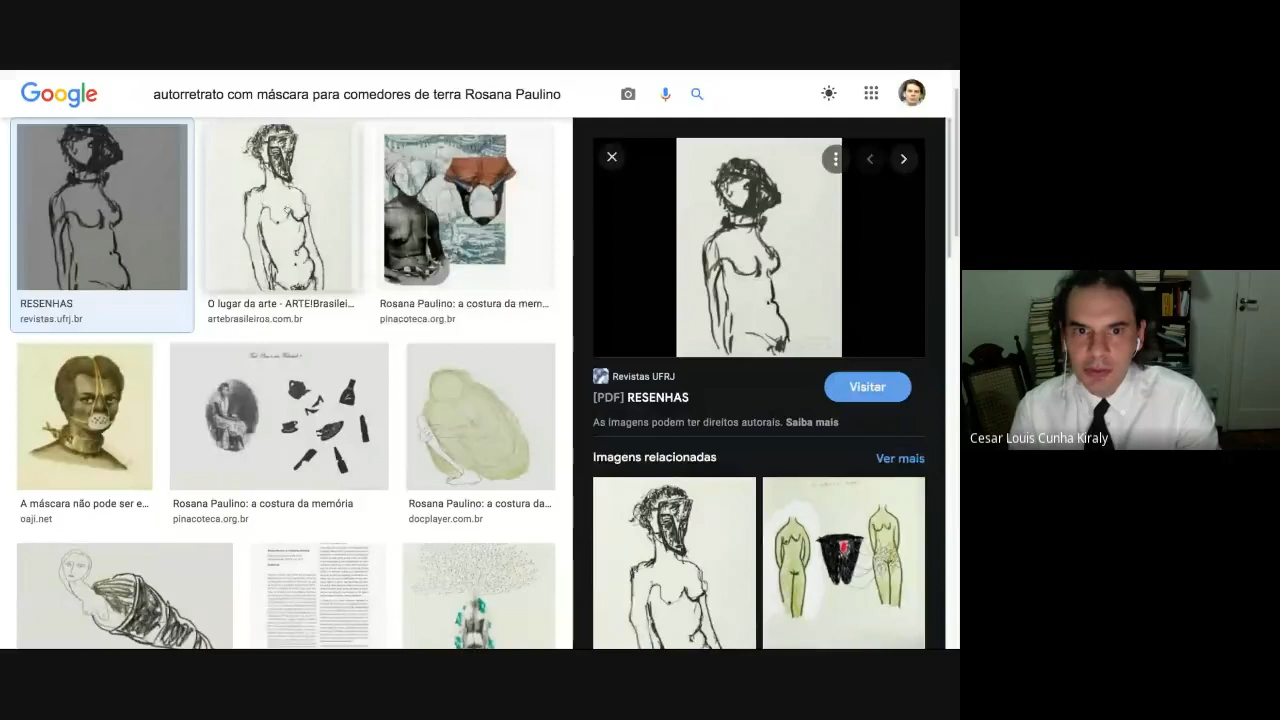 Google
autorretrato com máscara para comedores de terra Rosana Paulino
RESENHAS
revistas.ufrj.br
O lugar da arte - ARTE!Brasilei...
artebrasileiros.com.br
Rosana Paulino: a costura da mem...
pinacoteca.org.br
A máscara não pode ser e...
oaji.net
Rosana Paulino: a costura da memória
pinacoteca.org.br
Rosana Paulino: a costura da...
docplayer.com.br
Revistas UFRJ
[PDF] RESENHAS
Visitar
As imagens podem ter direitos autorais. Saiba mais
Imagens relacionadas
Ver mais
Cesar Louis Cunha Kiraly